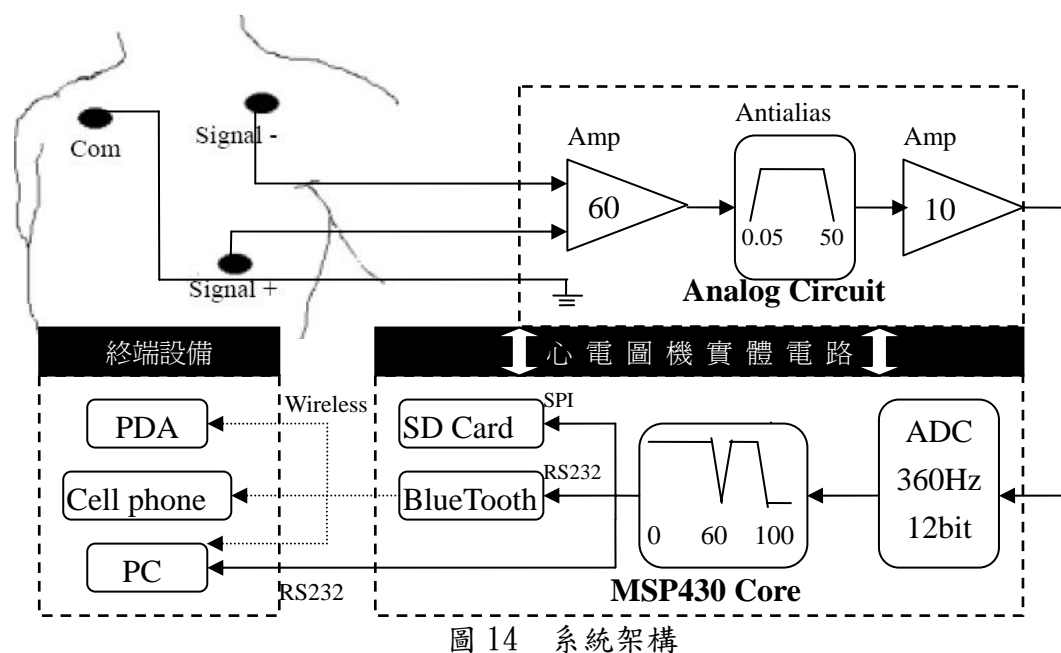 Com
Signal -
Signal +
Amp
60
Antialias
0.05 50
Amp
10
Analog Circuit
終端設備
心電圖機實體電路
PDA
Cell phone
PC
Wireless
RS232
SD Card
SPI
BlueTooth
RS232
0 60 100
MSP430 Core
ADC
360Hz
12bit
圖 14 系統架構